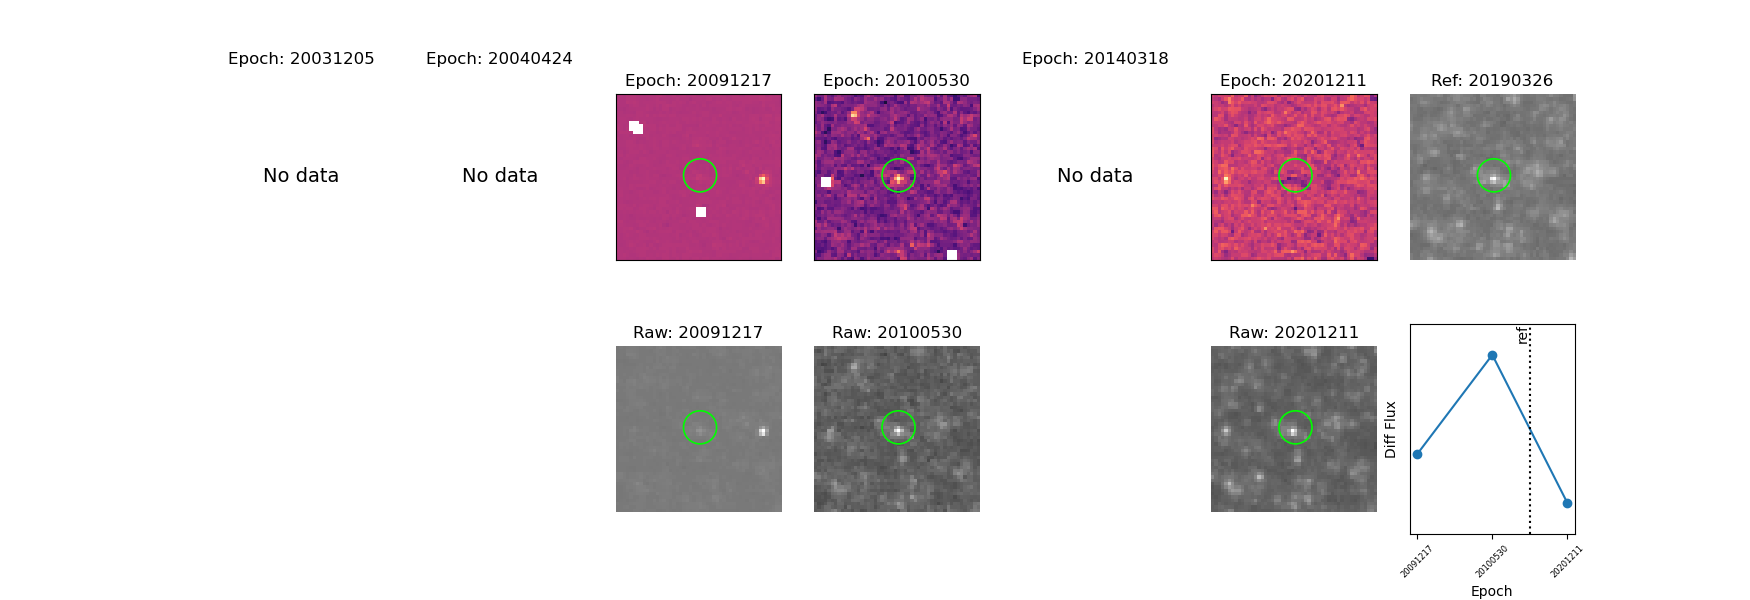 Epoch: 20031205
Epoch: 20040424
Epoch: 20091217
Epoch: 20100530
Epoch: 20140318
Epoch: 20201211
Ref: 20190326
No data
No data
No data
Raw: 20091217
Raw: 20100530
Raw: 20201211
ref
Diff Flux
20091217
20100530
20201211
Epoch